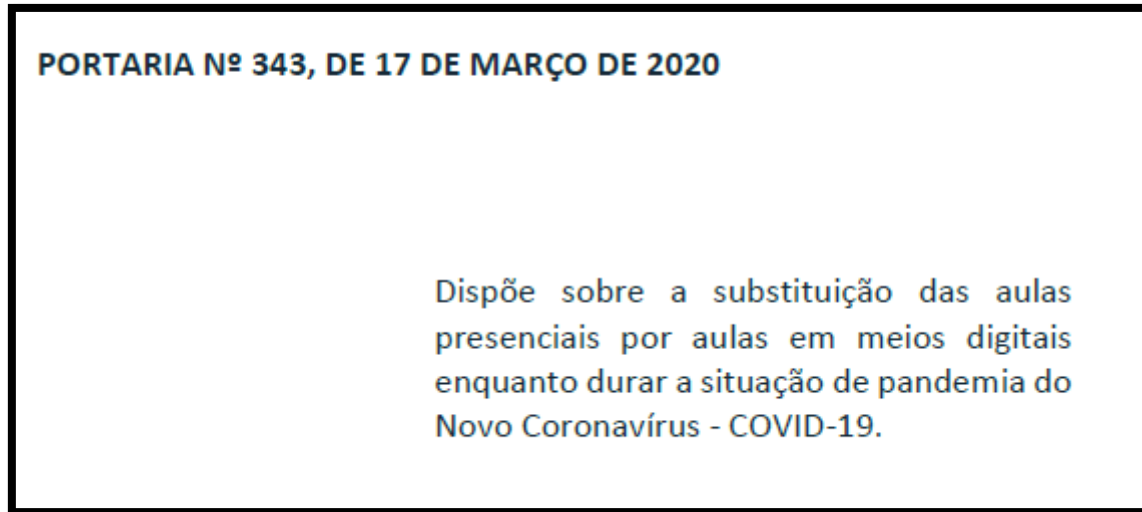 PORTARIA Nº 343, DE 17 DE MARÇO DE 2020
Dispõe sobre a substituição das aulas
presenciais por aulas em meios digitais
enquanto durar a situação de pandemia do
Novo Coronavírus - COVID-19.